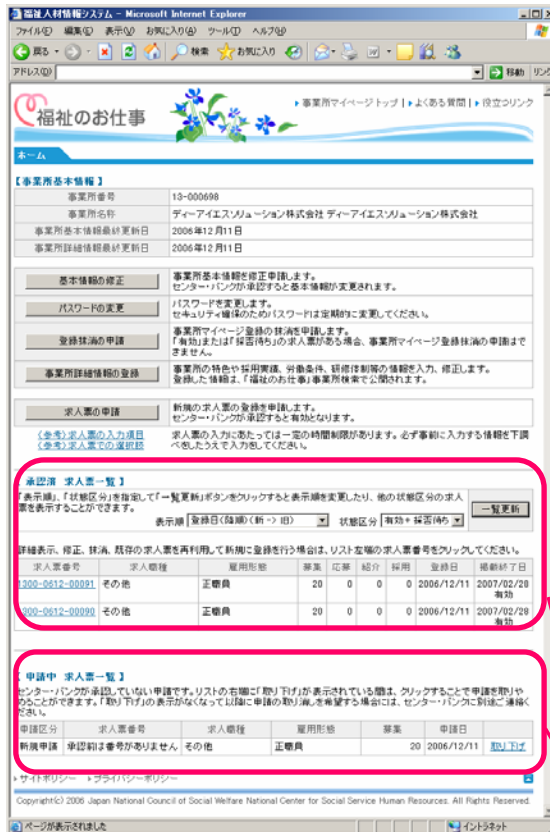 福祉人材情報システム - Microsoft Internet Explorer
ファイル(F) 編集(E) 表示(V) お気に入り(A) ツール(T) ヘルプ(H)
戻る 検索 お気に入り
アドレス(D) 移動 リンク
福祉のお仕事
事業所マイページトップ | よくある質問 | 役立つリンク
ホーム
【事業所基本情報】
事業所番号 13-000698
事業所名称 ディーアイエスソリューション株式会社 ディーアイエスソリューション株式会社
事業所基本情報最終更新日 2006年12月11日
事業所詳細情報最終更新日 2006年12月11日
基本情報の修正 事業所基本情報を修正申請します。
センター・バンクが承認すると基本情報が変更されます。
パスワードの変更 パスワードを変更します。
セキュリティ確保のためパスワードは定期的に変更してください。
登録抹消の申請 事業所マイページ登録の抹消を申請します。
「有効」または「採否待ち」の求人票がある場合、事業所マイページ登録抹消の申請はで
きません。
事業所詳細情報の登録 事業所の特色や採用実績、労働条件、研修体制等の情報を入力、修正します。
登録した情報は、「福祉のお仕事」事業所検索で公開されます。
求人票の申請 新規の求人票の登録を申請します。
センター・バンクが承認すると有効となります。
(参考)求人票の入力項目 求人票の入力にあたっては一定の時間制限があります。必ず事前に入力する情報を下調
(参考)求人票での選択肢 べをしたうえで入力をしてください。
【 承認済 求人票一覧 】
「表示順」、「状態区分」を指定して「一覧更新」ボタンをクリックすると表示順を変更したり、他の状態区分の求人
票を表示することができます。 一覧更新
表示順 登録日(降順)(新 -> 旧) 状態区分 有効+採否待ち
詳細表示、修正、抹消、既存の求人票を再利用して新規に登録を行う場合は、リスト左端の求人票番号をクリックしてください。
求人票番号 求人職種 雇用形態 募集 応募 紹介 採用 登録日 掲載終了日
1300-0612-00091 その他 正職員 20 0 0 0 2006/12/11 2007/02/28
有効
1300-0612-00090 その他 正職員 20 0 0 0 2006/12/11 2007/02/28
有効
【 申請中 求人票一覧 】
センター・バンクが承認していない申請です。リストの右端に「取り下げ」が表示されている間は、クリックすることで申請を取りや
めることができます。「取り下げ」の表示がなくなって以降に申請の取り消しを希望する場合には、センター・バンクに別途ご連絡く
ださい。
申請区分 求人票番号 求人職種 雇用形態 募集 申請日
新規申請 承認前は番号がありません その他 正職員 20 2006/12/11 取り下げ
サイトポリシー プライバシーポリシー
Copyright(c) 2006 Japan National Council of Social Welfare National Center for Social Service Human Resources. All Rights Reserved.
ページが表示されました イントラネット